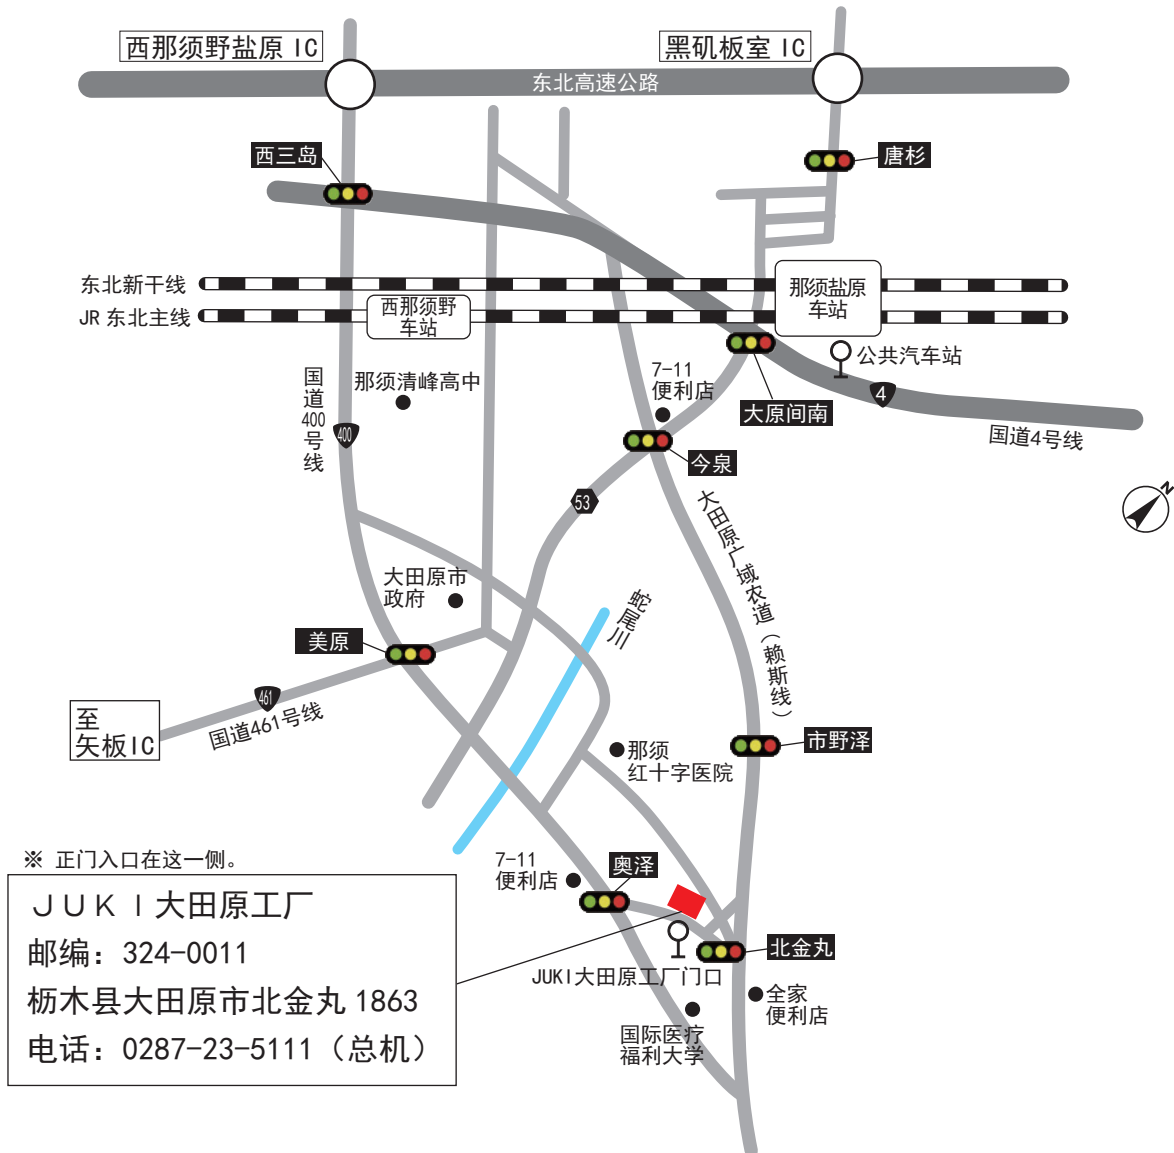 西那须野盐原 IC
黑矶板室 IC
东北高速公路
西三岛
唐杉
东北新干线
JR 东北主线
西那须野
车站
那须盐原
车站
公共汽车站
7-11
便利店
那须清峰高中
国道400号线
400
大原间南
4
国道4号线
今泉
53
N
大田原广域农道（赖斯线）
大田原市
政府
蛇尾川
美原
461
国道461号线
至
矢板IC
市野泽
那须
红十字医院
※ 正门入口在这一侧。
7-11
便利店
奥泽
JUKI大田原工厂
邮编：324-0011
枥木县大田原市北金丸 1863
电话：0287-23-5111（总机）
北金丸
JUKI大田原工厂门口
全家
便利店
国际医疗
福利大学